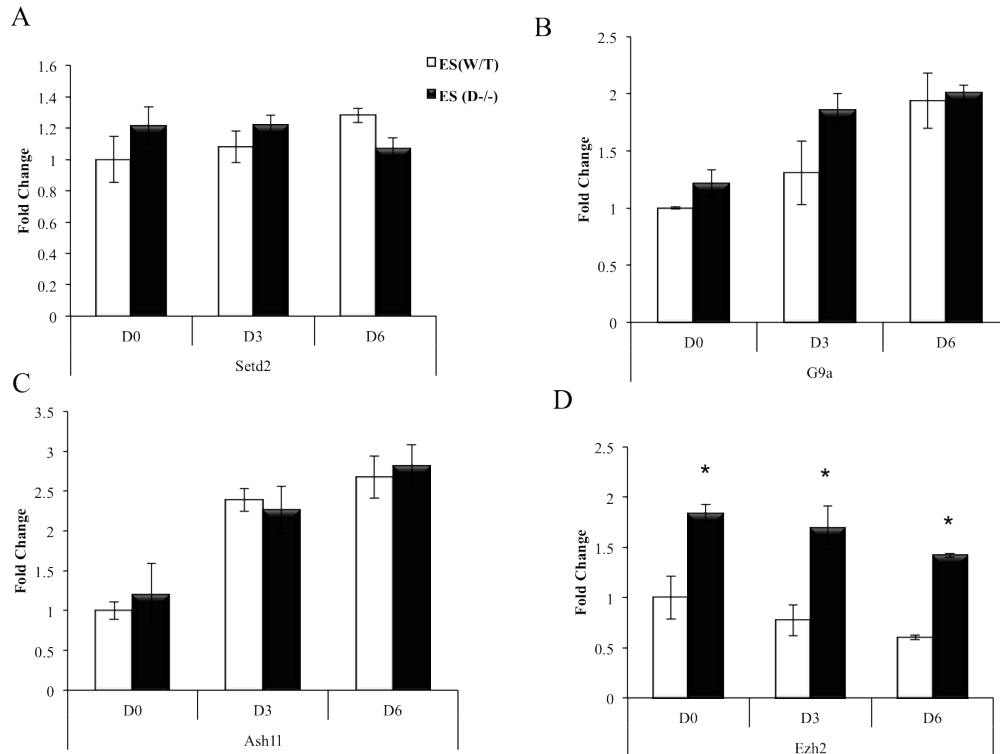 A
1.6
1.4
1.2
1
0.8
0.6
0.4
0.2
0
Fold Change
ES(W/T)
ES (D-/-)
D0 D3 D6
Setd2
B
2.5
2
1.5
1
0.5
0
Fold Change
D0 D3 D6
G9a
C
3.5
3
2.5
2
1.5
1
0.5
0
Fold Change
D0 D3 D6
Ash1l
D
2.5
2
1.5
1
0.5
0
Fold Change
* * *
D0 D3 D6
Ezh2